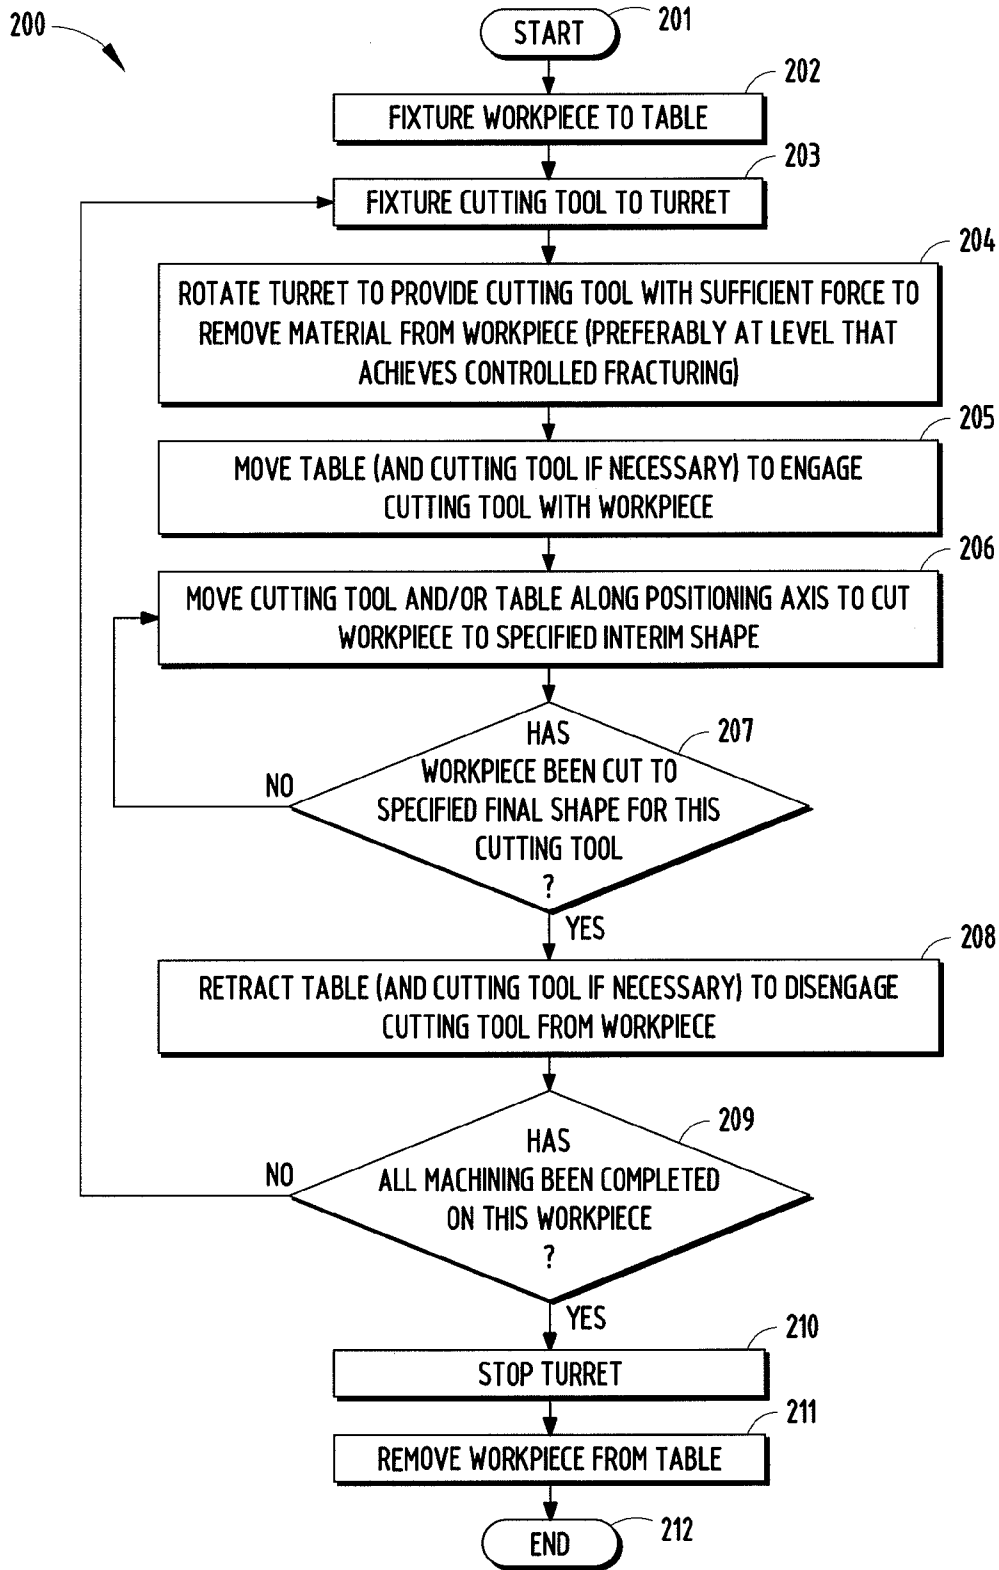 200
START
201
202
FIXTURE WORKPIECE TO TABLE
203
FIXTURE CUTTING TOOL TO TURRET
204
ROTATE TURRET TO PROVIDE CUTTING TOOL WITH SUFFICIENT FORCE TO
REMOVE MATERIAL FROM WORKPIECE (PREFERABLY AT LEVEL THAT
ACHIEVES CONTROLLED FRACTURING)
205
MOVE TABLE (AND CUTTING TOOL IF NECESSARY) TO ENGAGE
CUTTING TOOL WITH WORKPIECE
206
MOVE CUTTING TOOL AND/OR TABLE ALONG POSITIONING AXIS TO CUT
WORKPIECE TO SPECIFIED INTERIM SHAPE
207
HAS
WORKPIECE BEEN CUT TO
SPECIFIED FINAL SHAPE FOR THIS
CUTTING TOOL
?
NO
YES
208
RETRACT TABLE (AND CUTTING TOOL IF NECESSARY) TO DISENGAGE
CUTTING TOOL FROM WORKPIECE
209
HAS
ALL MACHINING BEEN COMPLETED
ON THIS WORKPIECE
?
NO
YES
210
STOP TURRET
211
REMOVE WORKPIECE FROM TABLE
END
212